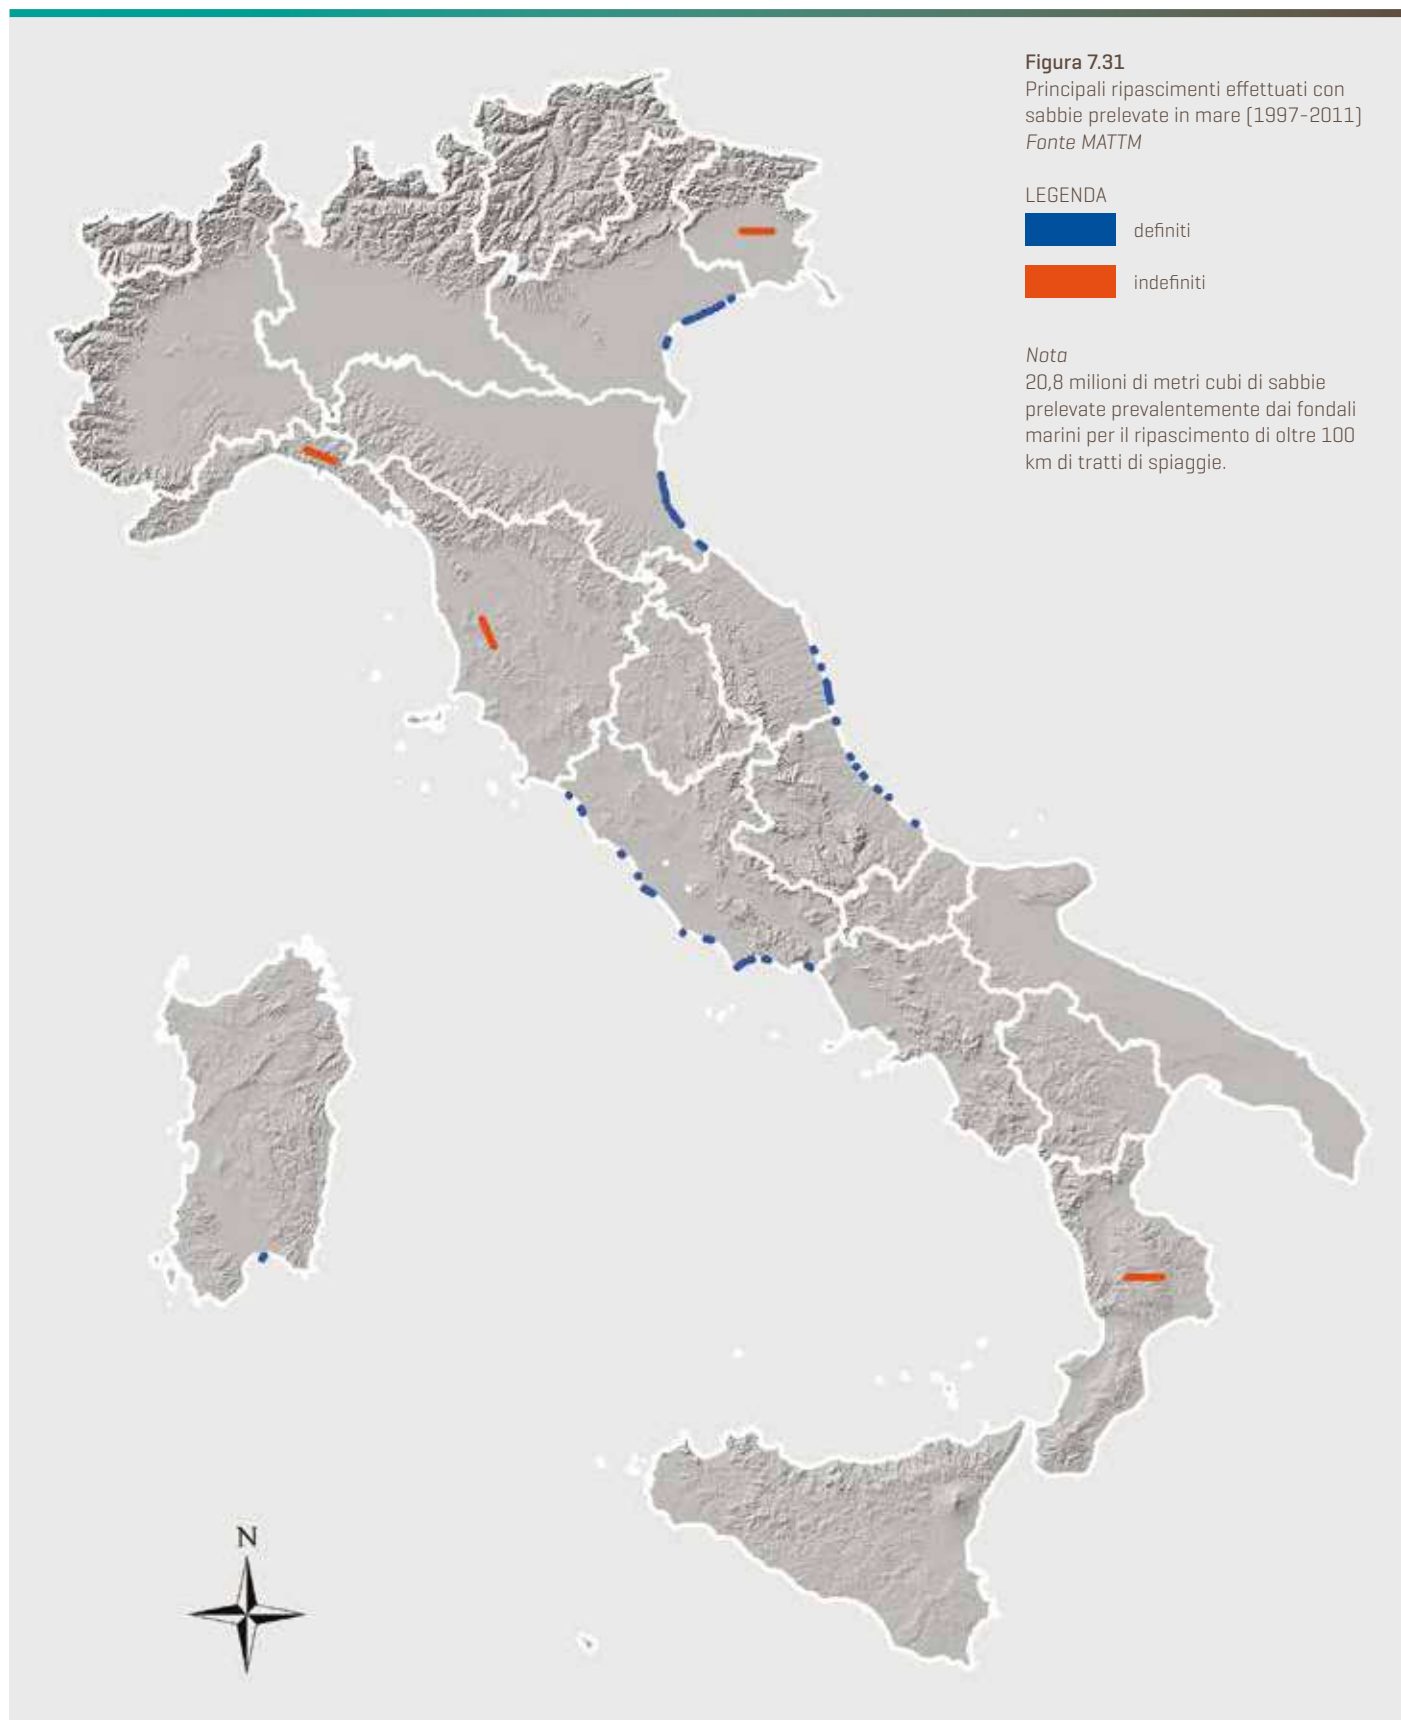 Figura 7.31
Principali ripascimenti effettuati con
sabbie prelevate in mare (1997-2011)
Fonte MATTM
LEGENDA
definiti
indefiniti
Nota
20,8 milioni di metri cubi di sabbie
prelevate prevalentemente dai fondali
marini per il ripascimento di oltre 100
km di tratti di spiaggie.
N